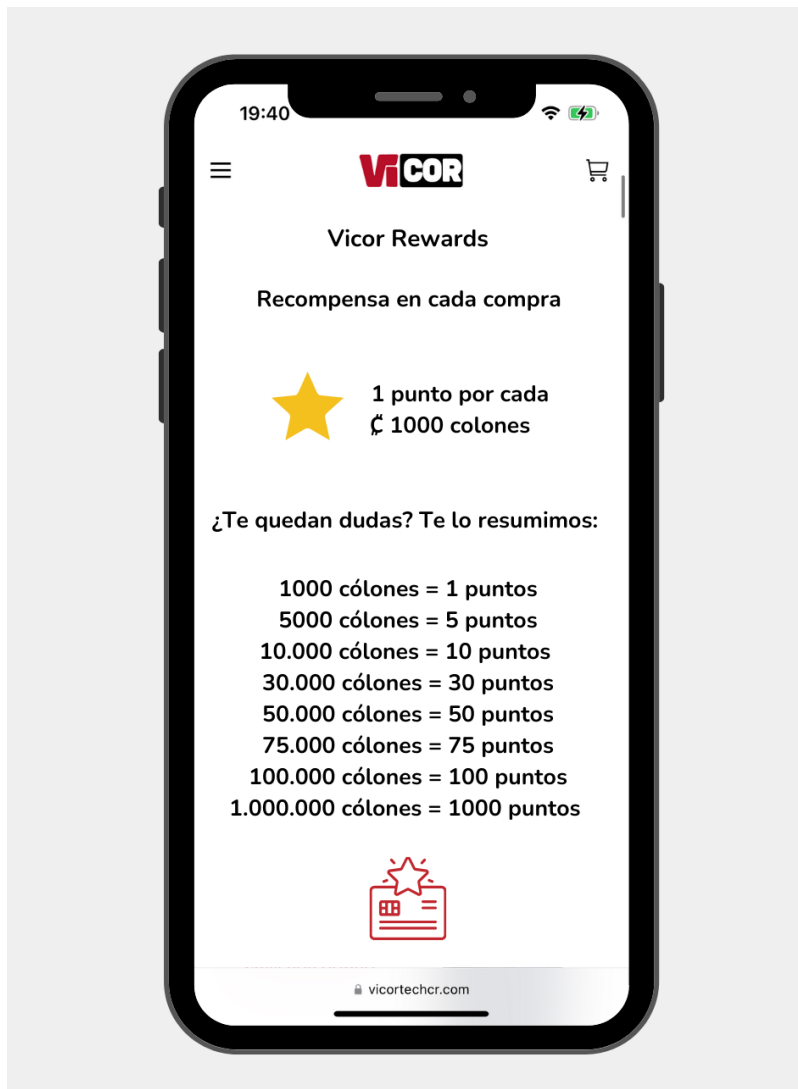 19:40
ViCOR
Vicor Rewards
Recompensa en cada compra
1 punto por cada
₡ 1000 colones
¿Te quedan dudas? Te lo resumimos:
1000 cólones = 1 puntos
5000 cólones = 5 puntos
10.000 cólones = 10 puntos
30.000 cólones = 30 puntos
50.000 cólones = 50 puntos
75.000 cólones = 75 puntos
100.000 cólones = 100 puntos
1.000.000 cólones = 1000 puntos
vicortechcr.com